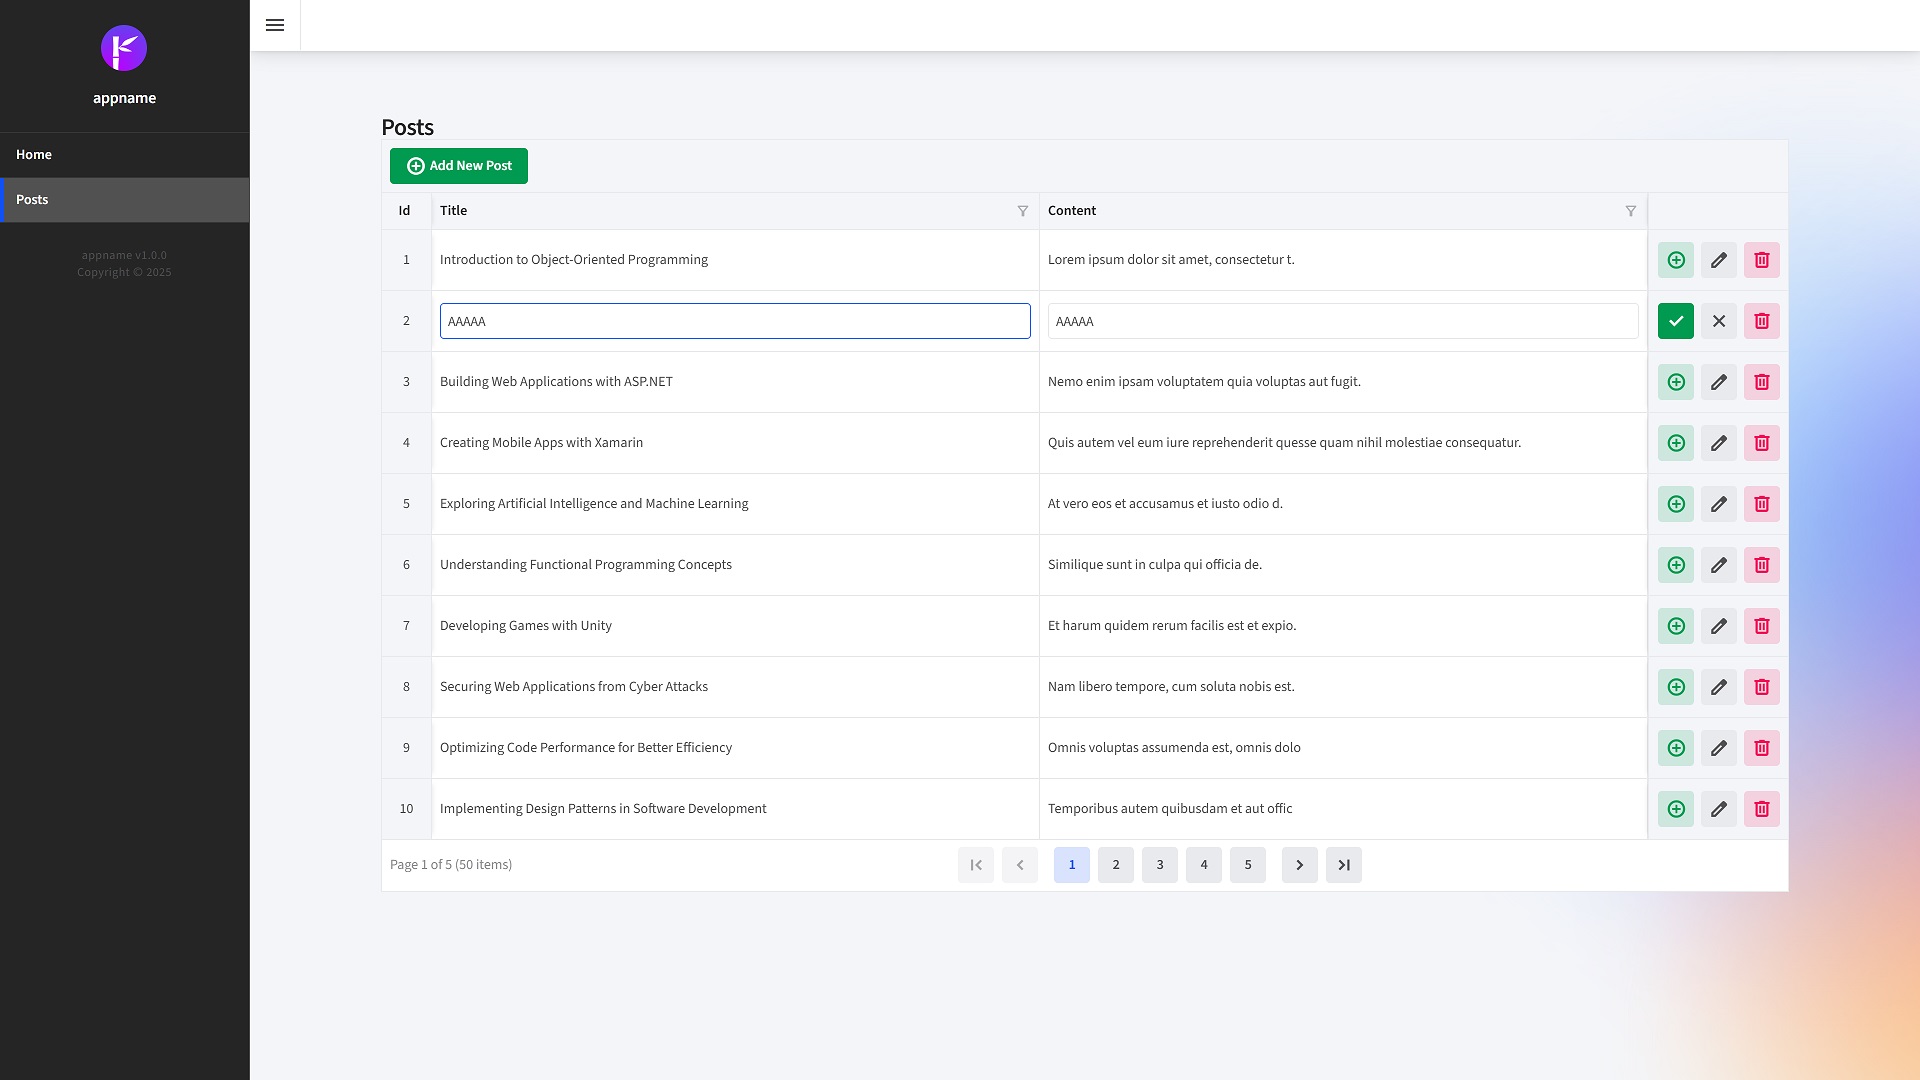 appname
Home
Posts
appname v1.0.0
Copyright © 2025
Posts
Add New Post
Id Title Content
1 Introduction to Object-Oriented Programming Lorem ipsum dolor sit amet, consectetur t.
2 AAAAA AAAAA
3 Building Web Applications with ASP.NET Nemo enim ipsam voluptatem quia voluptas aut fugit.
4 Creating Mobile Apps with Xamarin Quis autem vel eum iure reprehenderit quesse quam nihil molestiae consequatur.
5 Exploring Artificial Intelligence and Machine Learning At vero eos et accusamus et iusto odio d.
6 Understanding Functional Programming Concepts Similique sunt in culpa qui officia de.
7 Developing Games with Unity Et harum quidem rerum facilis est et expio.
8 Securing Web Applications from Cyber Attacks Nam libero tempore, cum soluta nobis est.
9 Optimizing Code Performance for Better Efficiency Omnis voluptas assumenda est, omnis dolo
10 Implementing Design Patterns in Software Development Temporibus autem quibusdam et aut offic
Page 1 of 5 (50 items) 1 2 3 4 5